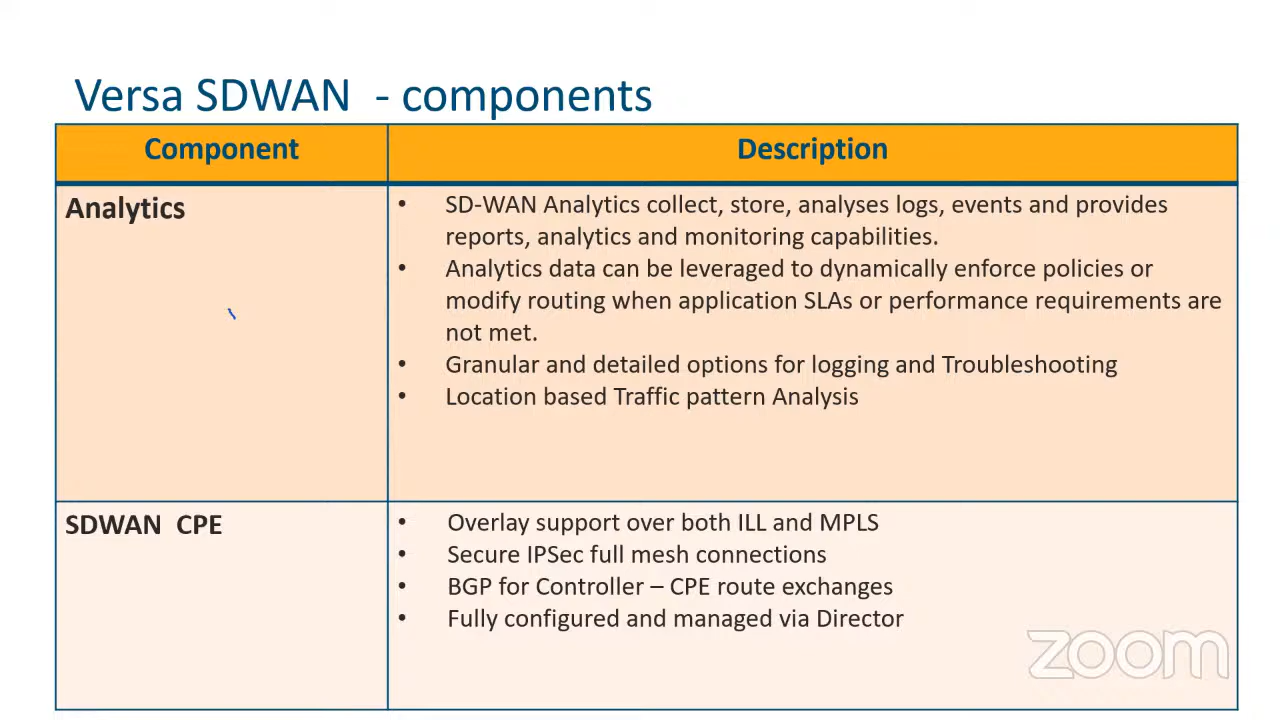 Versa SDWAN - components
Component
Description
Analytics
• SD-WAN Analytics collect, store, analyses logs, events and provides
reports, analytics and monitoring capabilities.
• Analytics data can be leveraged to dynamically enforce policies or
modify routing when application SLAs or performance requirements are
not met.
• Granular and detailed options for logging and Troubleshooting
• Location based Traffic pattern Analysis
SDWAN CPE
• Overlay support over both ILL and MPLS
• Secure IPSec full mesh connections
• BGP for Controller – CPE route exchanges
• Fully configured and managed via Director
zoom